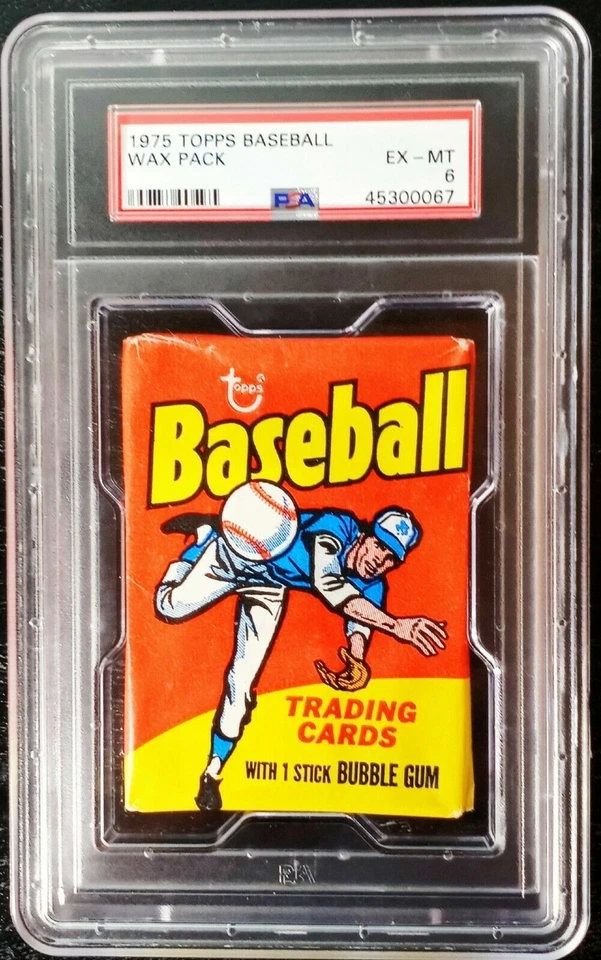 1975 TOPPS BASEBALL
WAX PACK EX-MT
6
PSA 45300067
topps
Baseball
TRADING
CARDS
WITH 1 STICK BUBBLE GUM
PSA